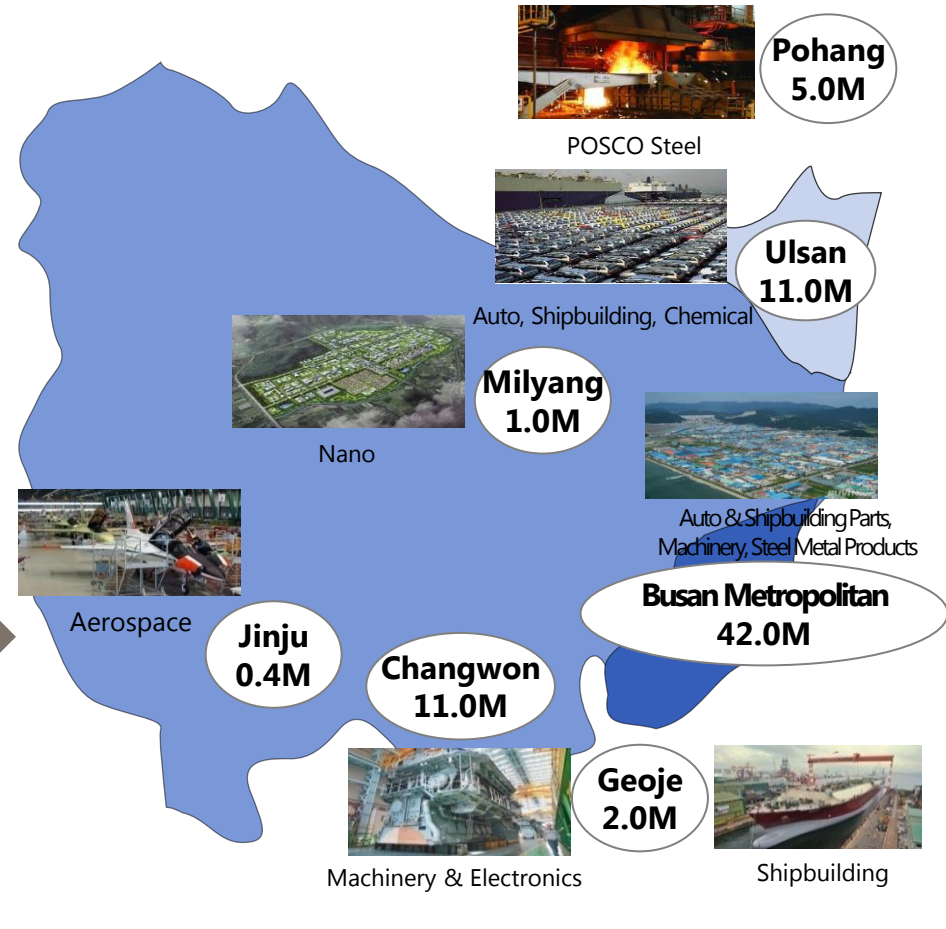 Pohang
5.0M
POSCO Steel
Ulsan
11.0M
Auto, Shipbuilding, Chemical
Milyang
1.0M
Nano
Auto & Shipbuilding Parts,
Machinery, Steel Metal Products
Busan Metropolitan
42.0M
Aerospace
Jinju
0.4M
Changwon
11.0M
Geoje
2.0M
Machinery & Electronics
Shipbuilding